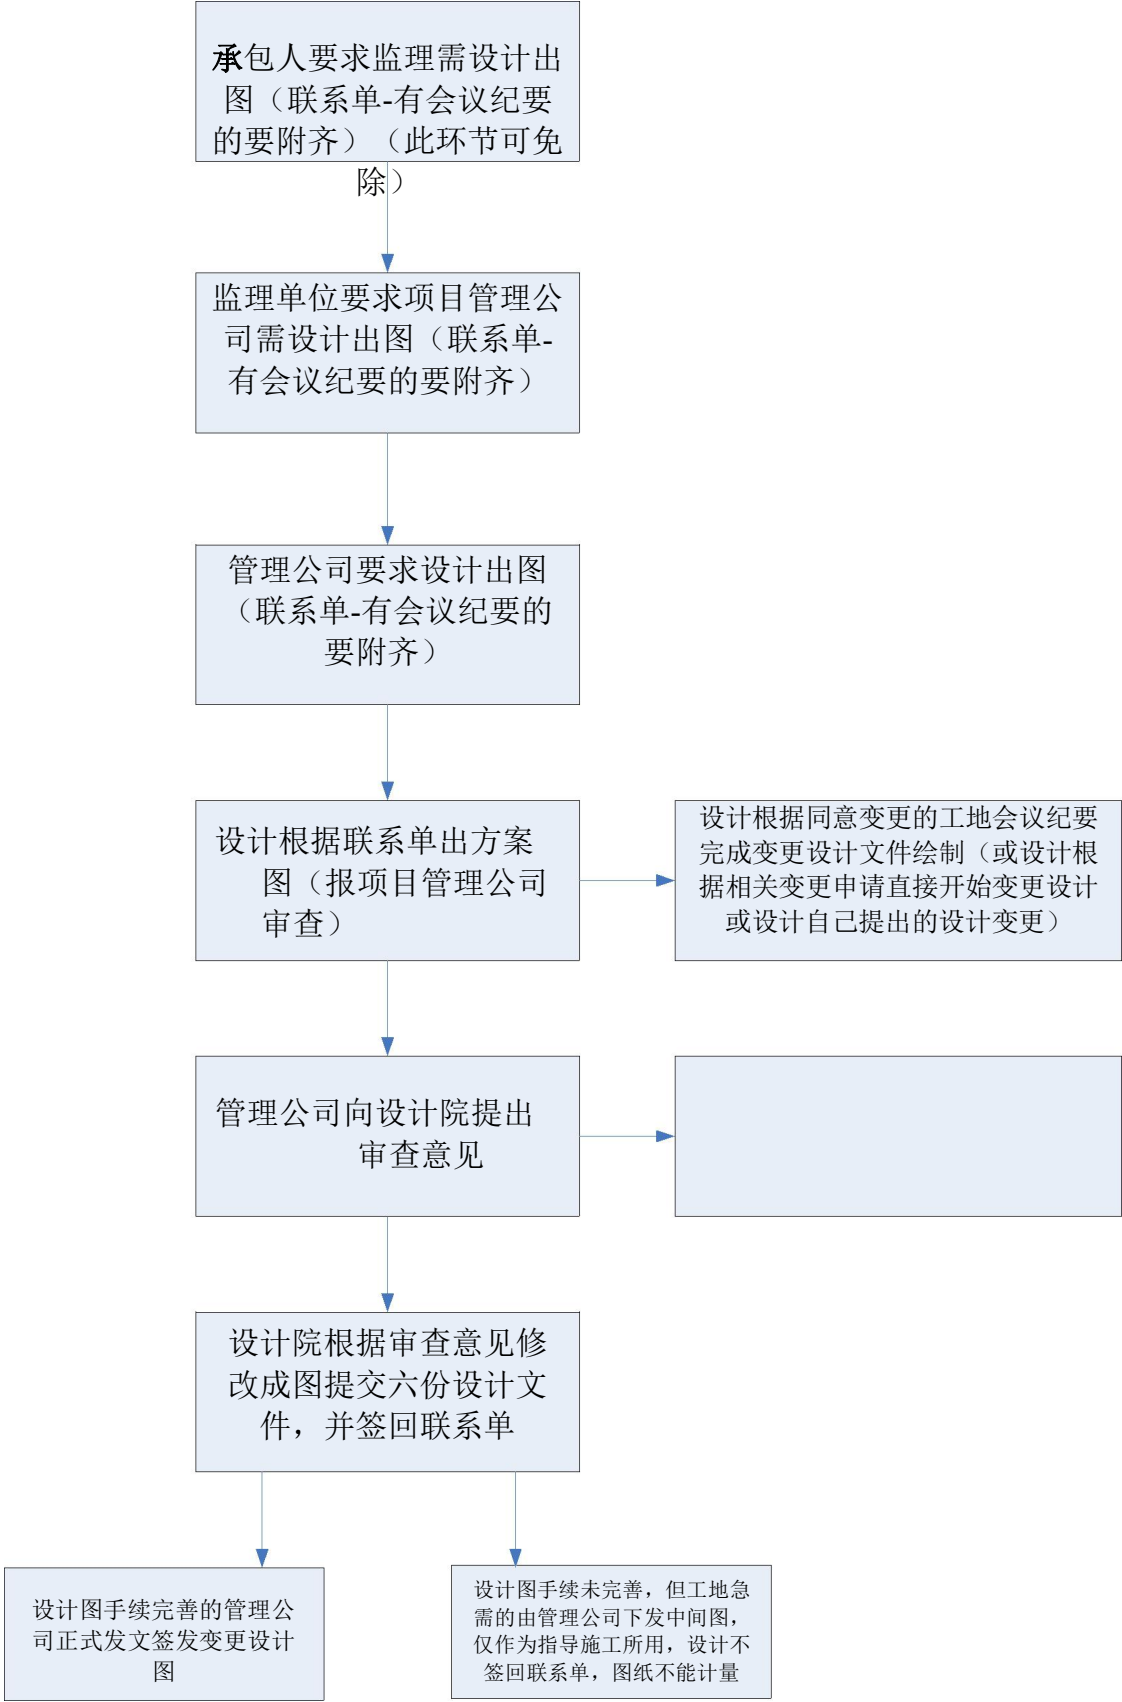 承包人要求监理需设计出
图（联系单-有会议纪要
的要附齐）（此环节可免
除）
监理单位要求项目管理公
司需设计出图（联系单-
有会议纪要的要附齐）
管理公司要求设计出图
（联系单-有会议纪要的
要附齐）
设计根据联系单出方案
图（报项目管理公司
审查）
设计根据同意变更的工地会议纪要
完成变更设计文件绘制（或设计根
据相关变更申请直接开始变更设计
或设计自己提出的设计变更）
管理公司向设计院提出
审查意见
设计院根据审查意见修
改成图提交六份设计文
件，并签回联系单
设计图手续完善的管理公
司正式发文签发变更设计
图
设计图手续未完善，但工地急
需的由管理公司下发中间图，
仅作为指导施工所用，设计不
签回联系单，图纸不能计量